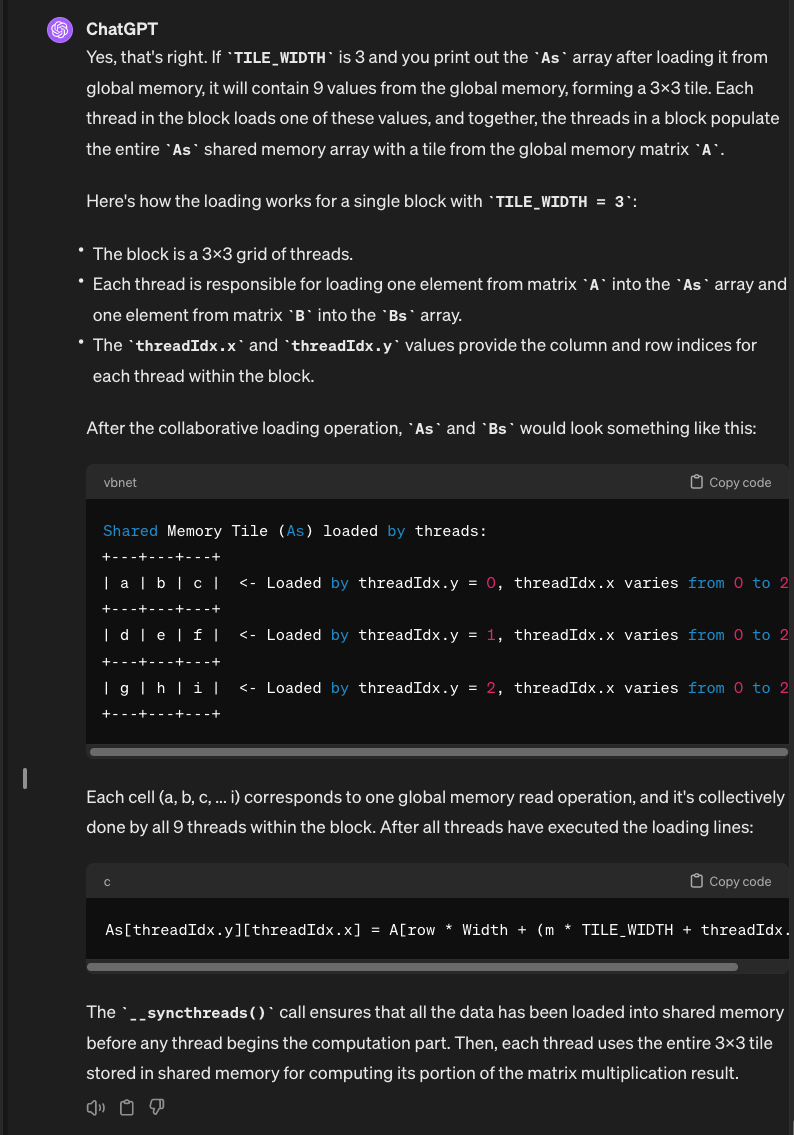 ChatGPT
Yes, that's right. If `TILE_WIDTH` is 3 and you print out the `As` array after loading it from
global memory, it will contain 9 values from the global memory, forming a 3×3 tile. Each
thread in the block loads one of these values, and together, the threads in a block populate
the entire `As` shared memory array with a tile from the global memory matrix `A`.
Here's how the loading works for a single block with `TILE_WIDTH = 3`:
• The block is a 3×3 grid of threads.
• Each thread is responsible for loading one element from matrix `A` into the `As` array and
one element from matrix `B` into the `Bs` array.
• The `threadIdx.x` and `threadIdx.y` values provide the column and row indices for
each thread within the block.
After the collaborative loading operation, `As` and `Bs` would look something like this:
vbnet Copy code
Shared Memory Tile (As) loaded by threads:
+---+---+---+
| a | b | c |  <- Loaded by threadIdx.y = 0, threadIdx.x varies from 0 to 2
+---+---+---+
| d | e | f |  <- Loaded by threadIdx.y = 1, threadIdx.x varies from 0 to 2
+---+---+---+
| g | h | i |  <- Loaded by threadIdx.y = 2, threadIdx.x varies from 0 to 2
+---+---+---+
Each cell (a, b, c, ... i) corresponds to one global memory read operation, and it's collectively
done by all 9 threads within the block. After all threads have executed the loading lines:
c Copy code
As[threadIdx.y][threadIdx.x] = A[row * Width + (m * TILE_WIDTH + threadIdx.
The `__syncthreads()` call ensures that all the data has been loaded into shared memory
before any thread begins the computation part. Then, each thread uses the entire 3×3 tile
stored in shared memory for computing its portion of the matrix multiplication result.